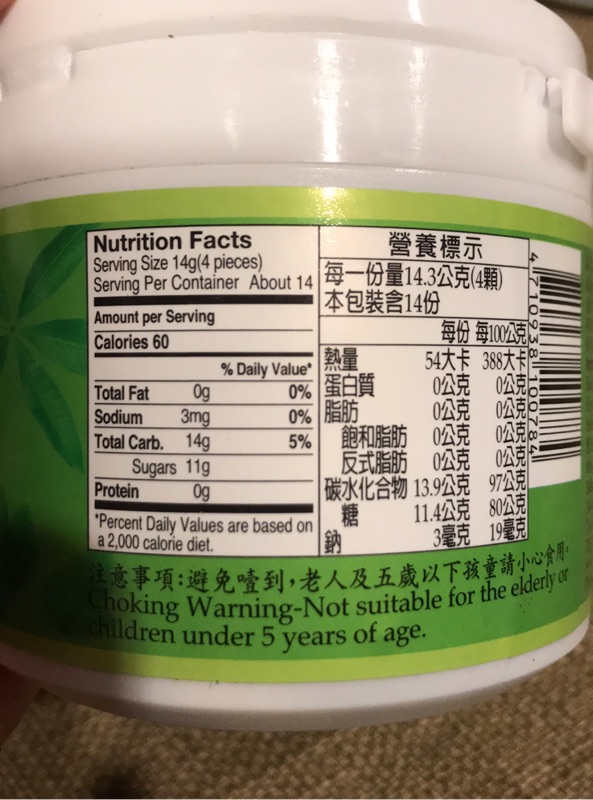 Nutrition Facts
Serving Size 14g(4 pieces)
Serving Per Container About 14
Amount per Serving
Calories 60
% Daily Value*
Total Fat 0g 0%
Sodium 3mg 0%
Total Carb. 14g 5%
Sugars 11g
Protein 0g
*Percent Daily Values are based on
a 2,000 calorie diet.
營養標示
每一份量14.3公克(4顆)
本包裝含14份
每份 每100公克
熱量 54大卡 388大卡
蛋白質 0公克 0公克
脂肪 0公克 0公克
飽和脂肪 0公克 0公克
反式脂肪 0公克 0公克
碳水化合物 13.9公克 97公克
糖 11.4公克 80公克
鈉 3毫克 19毫克
4 710938 100784
注意事項:避免噎到,老人及五歲以下孩童請小心食用。
Choking Warning-Not suitable for the elderly or
children under 5 years of age.